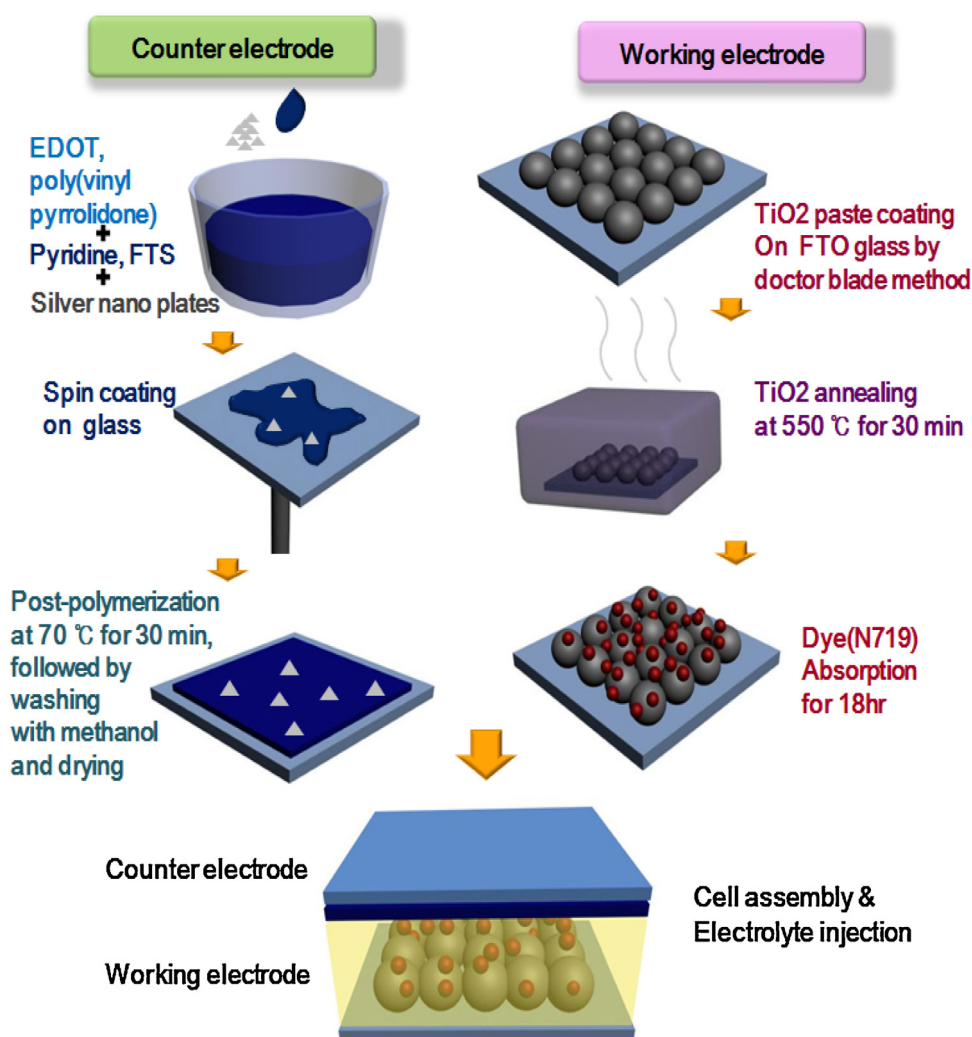 Counter electrode
EDOT,
poly(vinyl
pyrrolidone)
+
Pyridine, FTS
+
Silver nano plates
Spin coating
on glass
Post-polymerization
at 70 ℃ for 30 min,
followed by
washing
with methanol
and drying
Working electrode
TiO2 paste coating
On FTO glass by
doctor blade method
TiO2 annealing
at 550 ℃ for 30 min
Dye(N719)
Absorption
for 18hr
Counter electrode
Working electrode
Cell assembly &
Electrolyte injection